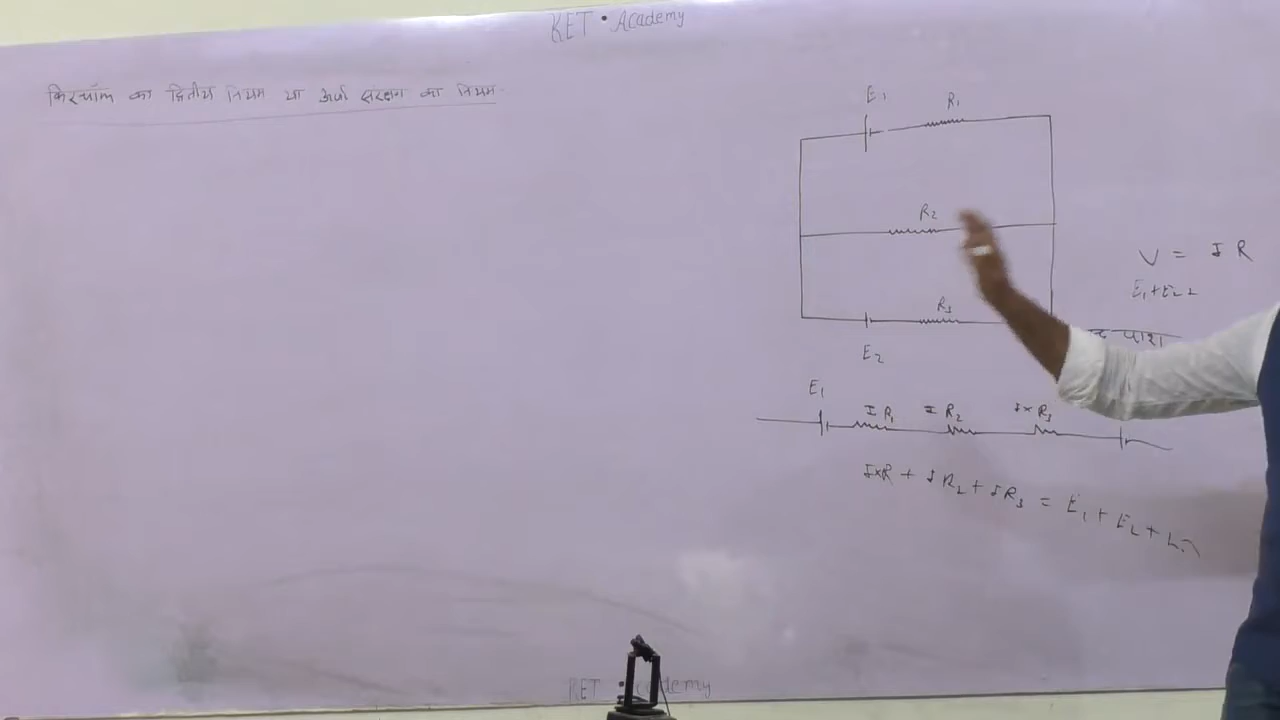 KET • Academy
किरचॉफ का द्वितीय नियम या ऊर्जा संरक्षण का नियम
E1 R1
R2
V = I R
E1+E2+
R3
E2
E1
I R1 I R2 I×R3
I×R + I R2 + I R3 = E1 + E2 +
KET • Academy